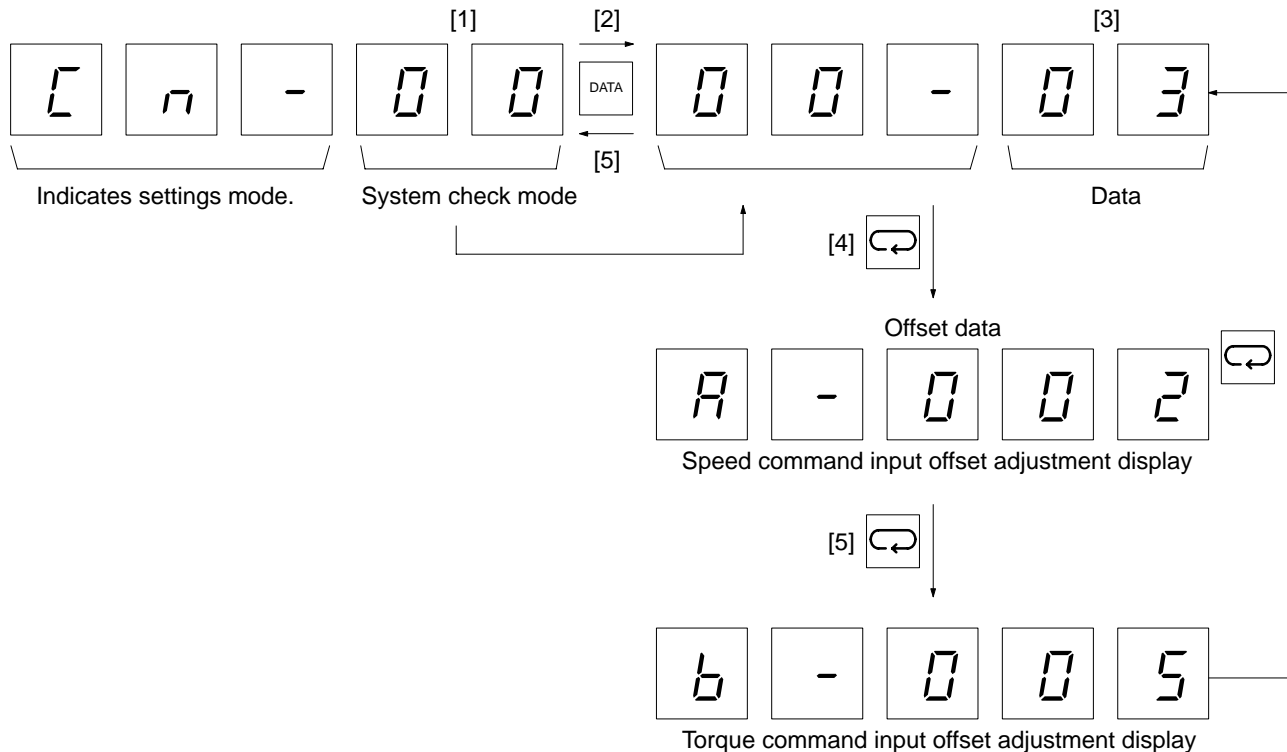 [1] [2] [3]
C n - 0 0 DATA 0 0 - 0 3
[5]
Indicates settings mode. System check mode Data
[4]
Offset data
A - 0 0 2
Speed command input offset adjustment display
[5]
b - 0 0 5
Torque command input offset adjustment display